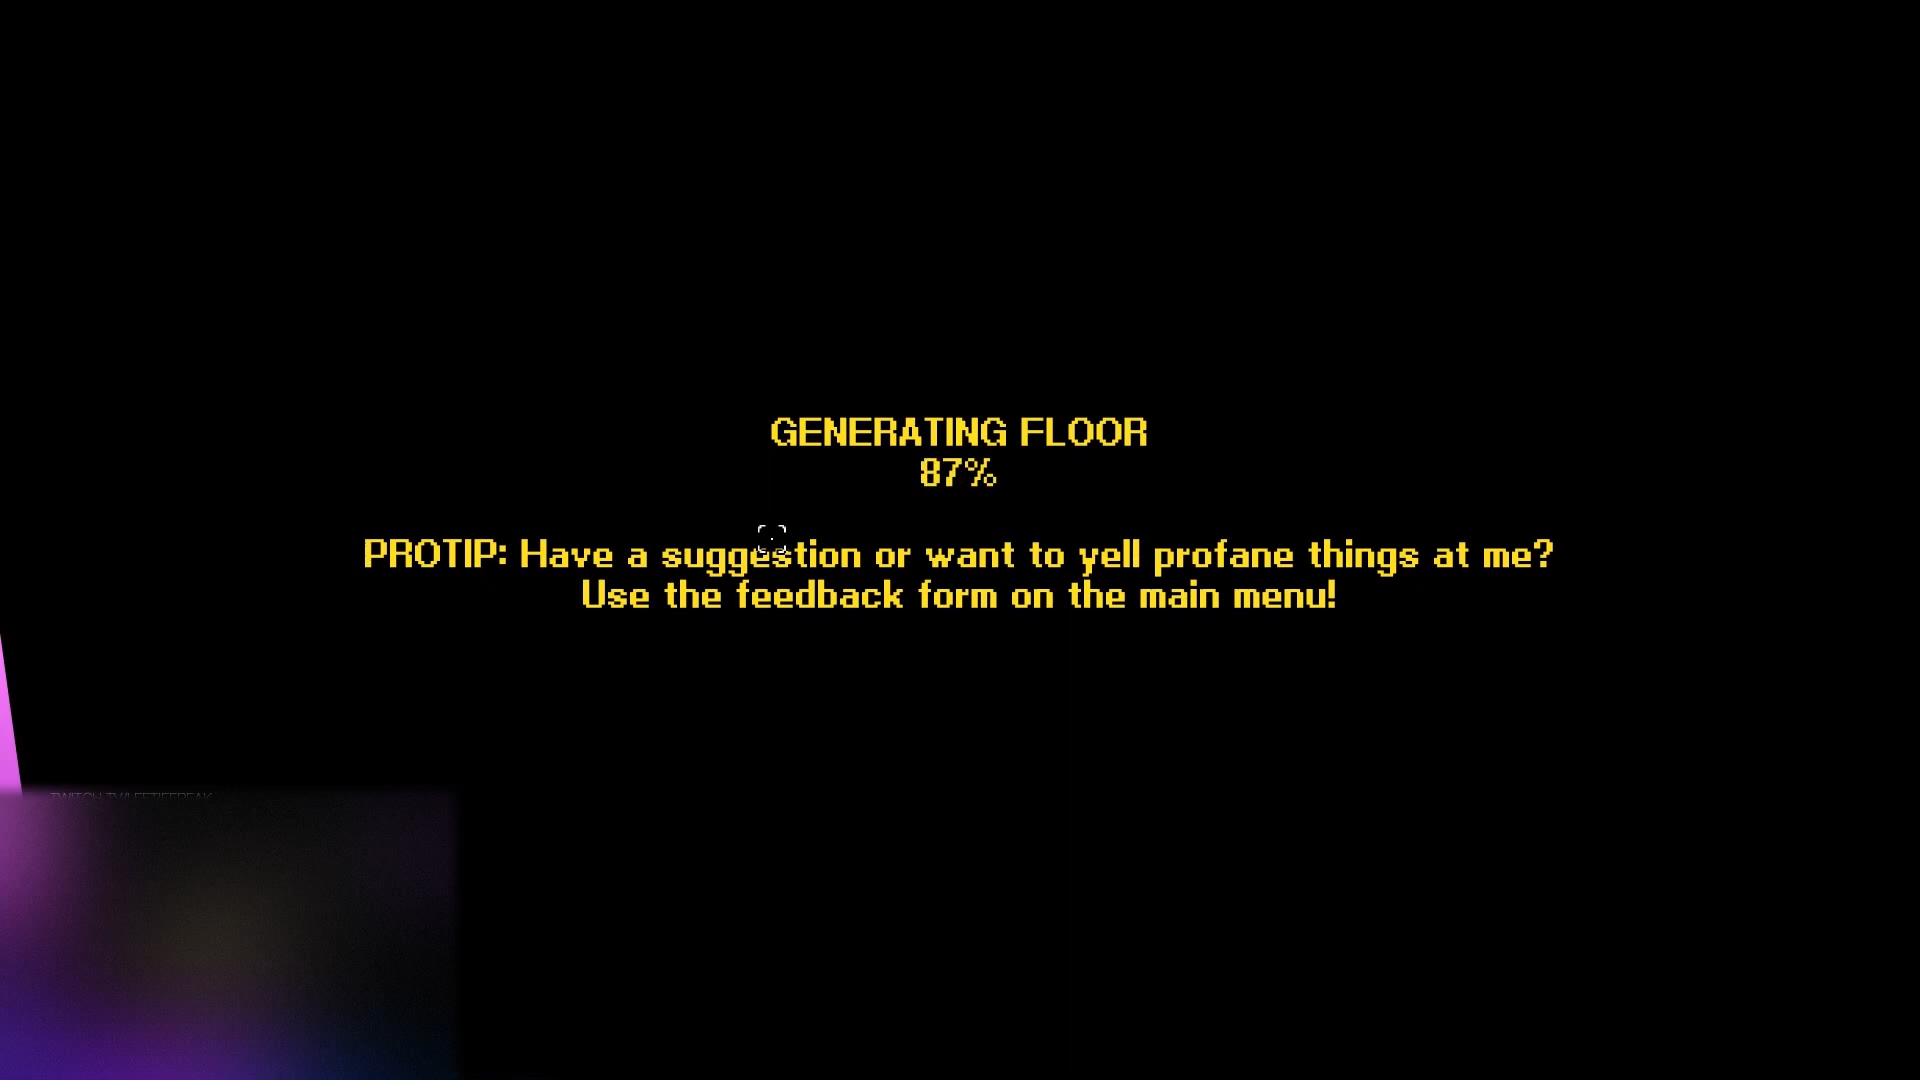 GENERATING FLOOR
87%
PROTIP: Have a suggestion or want to yell profane things at me?
Use the feedback form on the main menu!